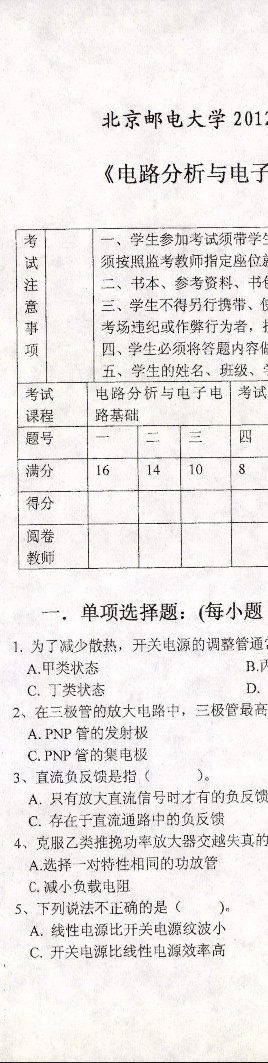 北京邮电大学 2012
《电路分析与电子
考试注意事项
一、学生参加考试须带学生
须按照监考教师指定座位就
二、书本、参考资料、书包
三、学生不得另行携带、使
考场违纪或作弊行为者，按
四、学生必须将答题内容做
五、学生的姓名、班级、学
考试课程 电路分析与电子电路基础 考试
题号 一 二 三 四
满分 16 14 10 8
得分
阅卷教师
一．单项选择题：(每小题
1. 为了减少散热，开关电源的调整管通常
A.甲类状态 B.丙
C. 丁类状态 D.
2、在三极管的放大电路中，三极管最高
A. PNP 管的发射极
C. PNP 管的集电极
3、直流负反馈是指（ ）。
A. 只有放大直流信号时才有的负反馈
C. 存在于直流通路中的负反馈
4、克服乙类推挽功率放大器交越失真的
A.选择一对特性相同的功放管
C. 减小负载电阻
5、下列说法不正确的是（ ）。
A. 线性电源比开关电源纹波小
C. 开关电源比线性电源效率高